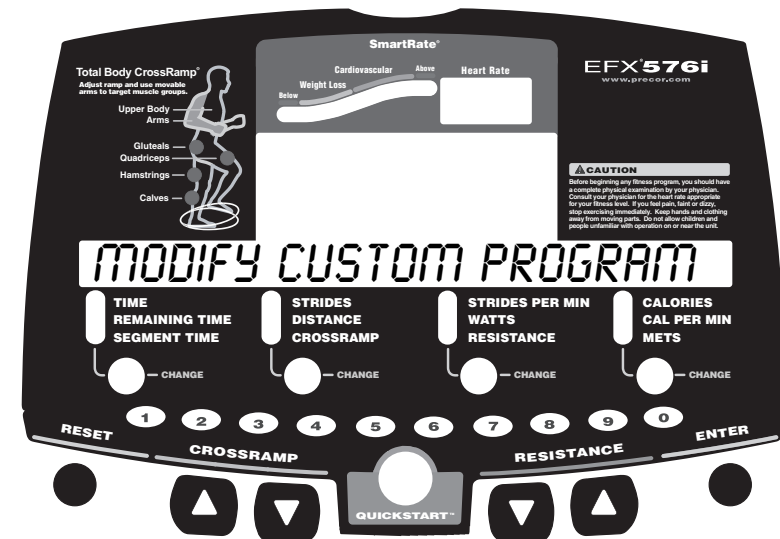 SmartRate®
Below
Weight Loss
Cardiovascular
Above
Heart Rate
Total Body CrossRamp®
Adjust ramp and use movable
arms to target muscle groups.
Upper Body
Arms
Gluteals
Quadriceps
Hamstrings
Calves
EFX®576i
www.precor.com
CAUTION
Before beginning any fitness program, you should have
a complete physical examination by your physician.
Consult your physician for the heart rate appropriate
for your fitness level. If you feel pain, faint or dizzy,
stop exercising immediately. Keep hands and clothing
away from moving parts. Do not allow children and
people unfamiliar with operation on or near the unit.
MODIFY CUSTOM PROGRAM
TIME
REMAINING TIME
SEGMENT TIME
CHANGE
STRIDES
DISTANCE
CROSSRAMP
CHANGE
STRIDES PER MIN
WATTS
RESISTANCE
CHANGE
CALORIES
CAL PER MIN
METS
CHANGE
1 2 3 4 5 6 7 8 9 0
RESET
CROSSRAMP
QUICKSTART™
RESISTANCE
ENTER